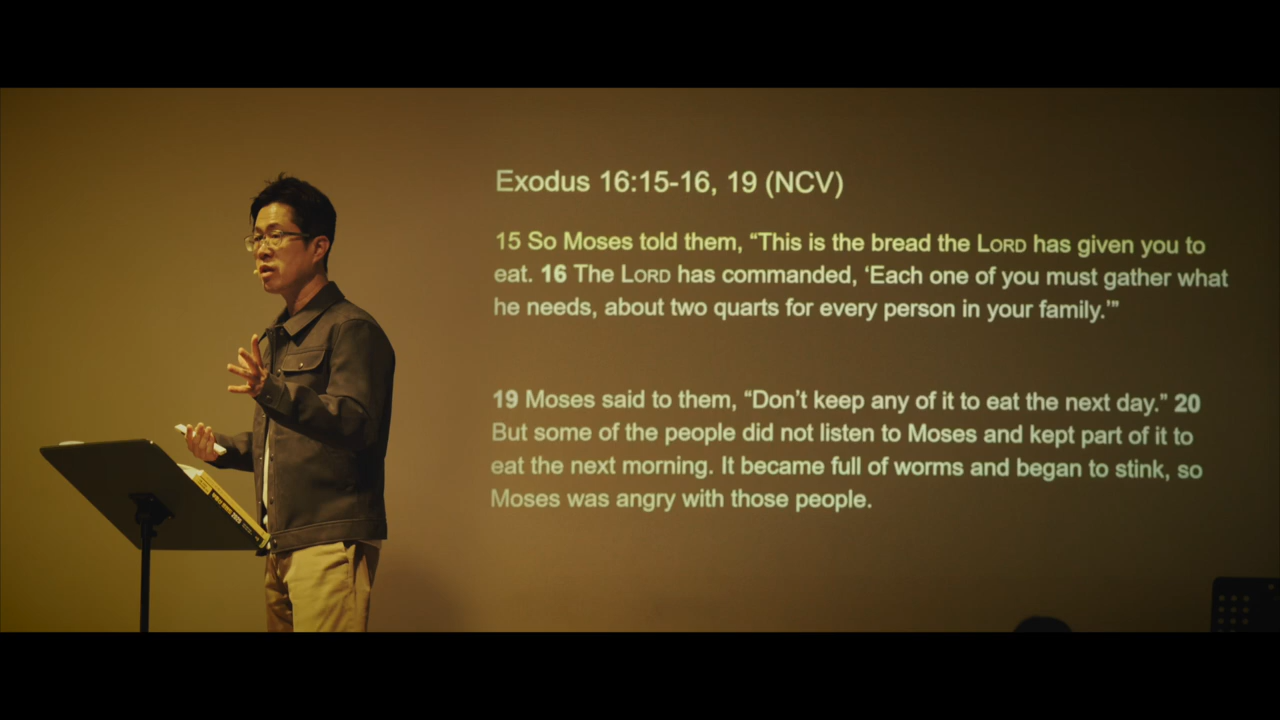 Exodus 16:15-16, 19 (NCV)
15 So Moses told them, “This is the bread the LORD has given you to
eat. 16 The LORD has commanded, ‘Each one of you must gather what
he needs, about two quarts for every person in your family.’”
19 Moses said to them, “Don’t keep any of it to eat the next day.” 20
But some of the people did not listen to Moses and kept part of it to
eat the next morning. It became full of worms and began to stink, so
Moses was angry with those people.